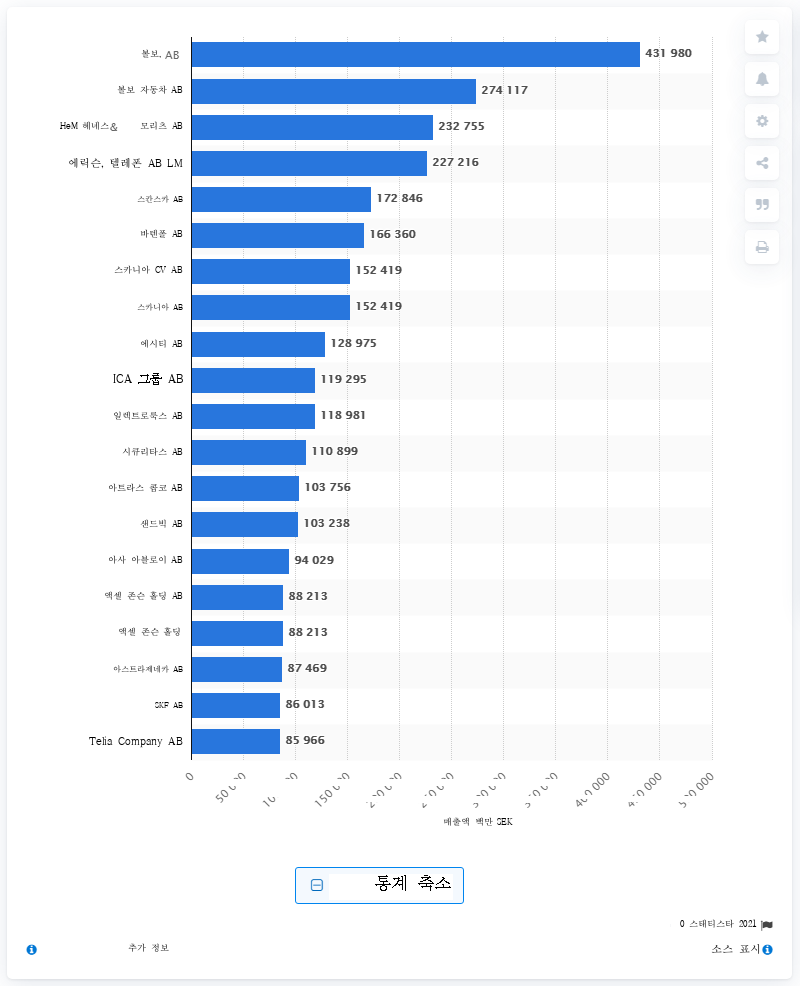 볼보, AB 431 980
볼보 자동차 AB 274 117
HeM 헤네스& 모리츠 AB 232 755
에릭슨, 텔레폰 AB LM 227 216
스칸스카 AB 172 846
바텐폴 AB 166 360
스카니아 CV AB 152 419
스카니아 AB 152 419
에시티 AB 128 975
ICA 그룹 AB 119 295
일렉트로룩스 AB 118 981
시큐리타스 AB 110 899
아트라스 콥코 AB 103 756
샌드빅 AB 103 238
아사 아블로이 AB 94 029
액셀 존슨 홀딩 AB 88 213
액셀 존슨 홀딩 88 213
아스트라제네카 AB 87 469
SKF AB 86 013
Telia Company AB 85 966
0 400 000 500 000
매출액 백만 SEK
통계 축소
0 스태티스타 2021
추가 정보 소스 표시